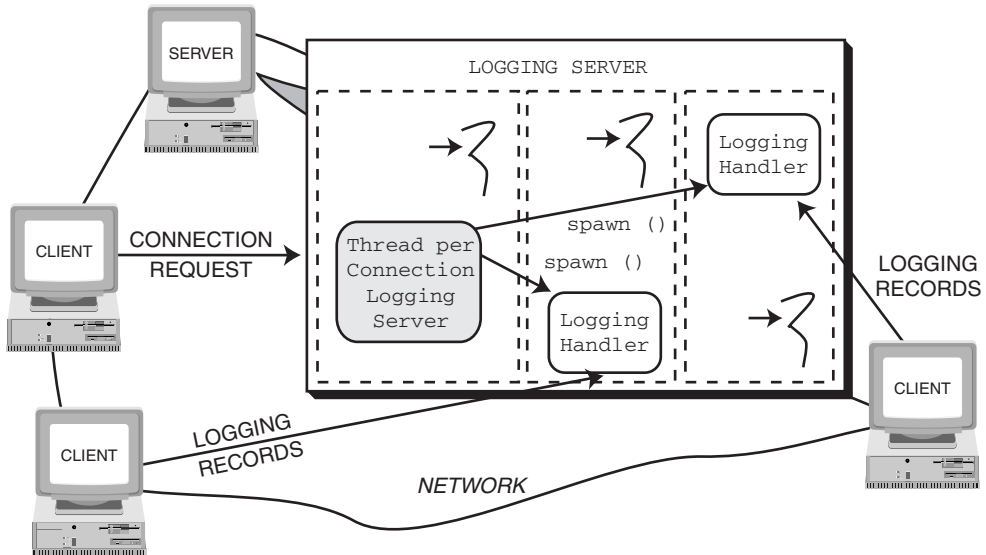 SERVER
LOGGING SERVER
Logging
Handler
spawn ()
CLIENT
CONNECTION
REQUEST
Thread per
Connection
Logging
Server
spawn ()
LOGGING
RECORDS
Logging
Handler
CLIENT
LOGGING
RECORDS
CLIENT
NETWORK